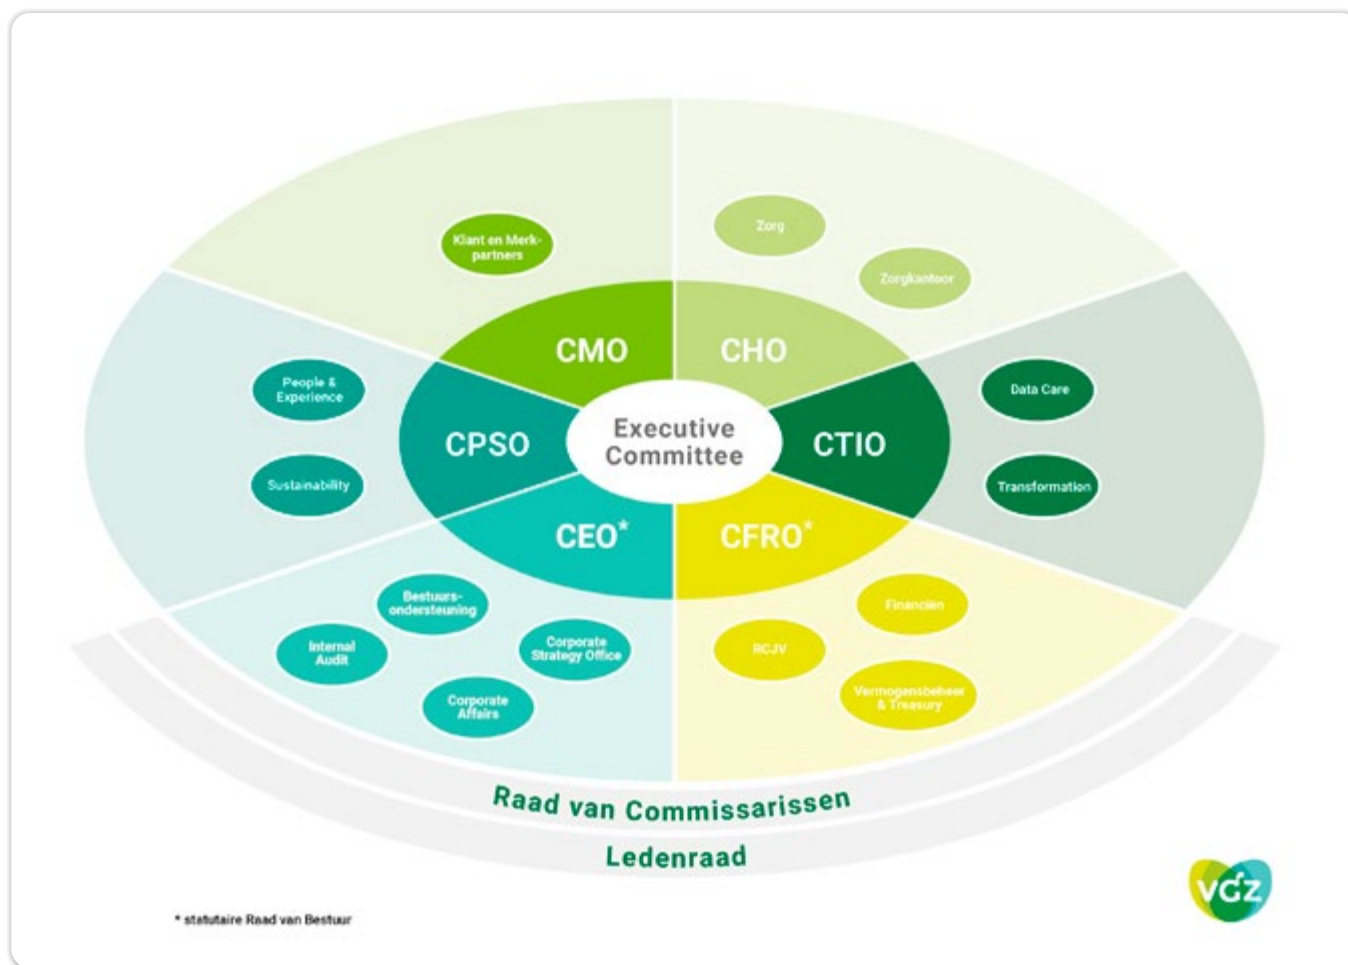 Klant en Merk-
partners
Zorg
Zorgkantoor
CMO
CHO
People &
Experience
Data Care
CPSO
Executive
Committee
CTIO
Sustainability
Transformation
CEO*
CFRO*
Bestuurs-
ondersteuning
Financiën
Internal
Audit
Corporate
Strategy Office
RCJV
Corporate
Affairs
Vermogensbeheer
& Treasury
Raad van Commissarissen
Ledenraad
* statutaire Raad van Bestuur
VGZ